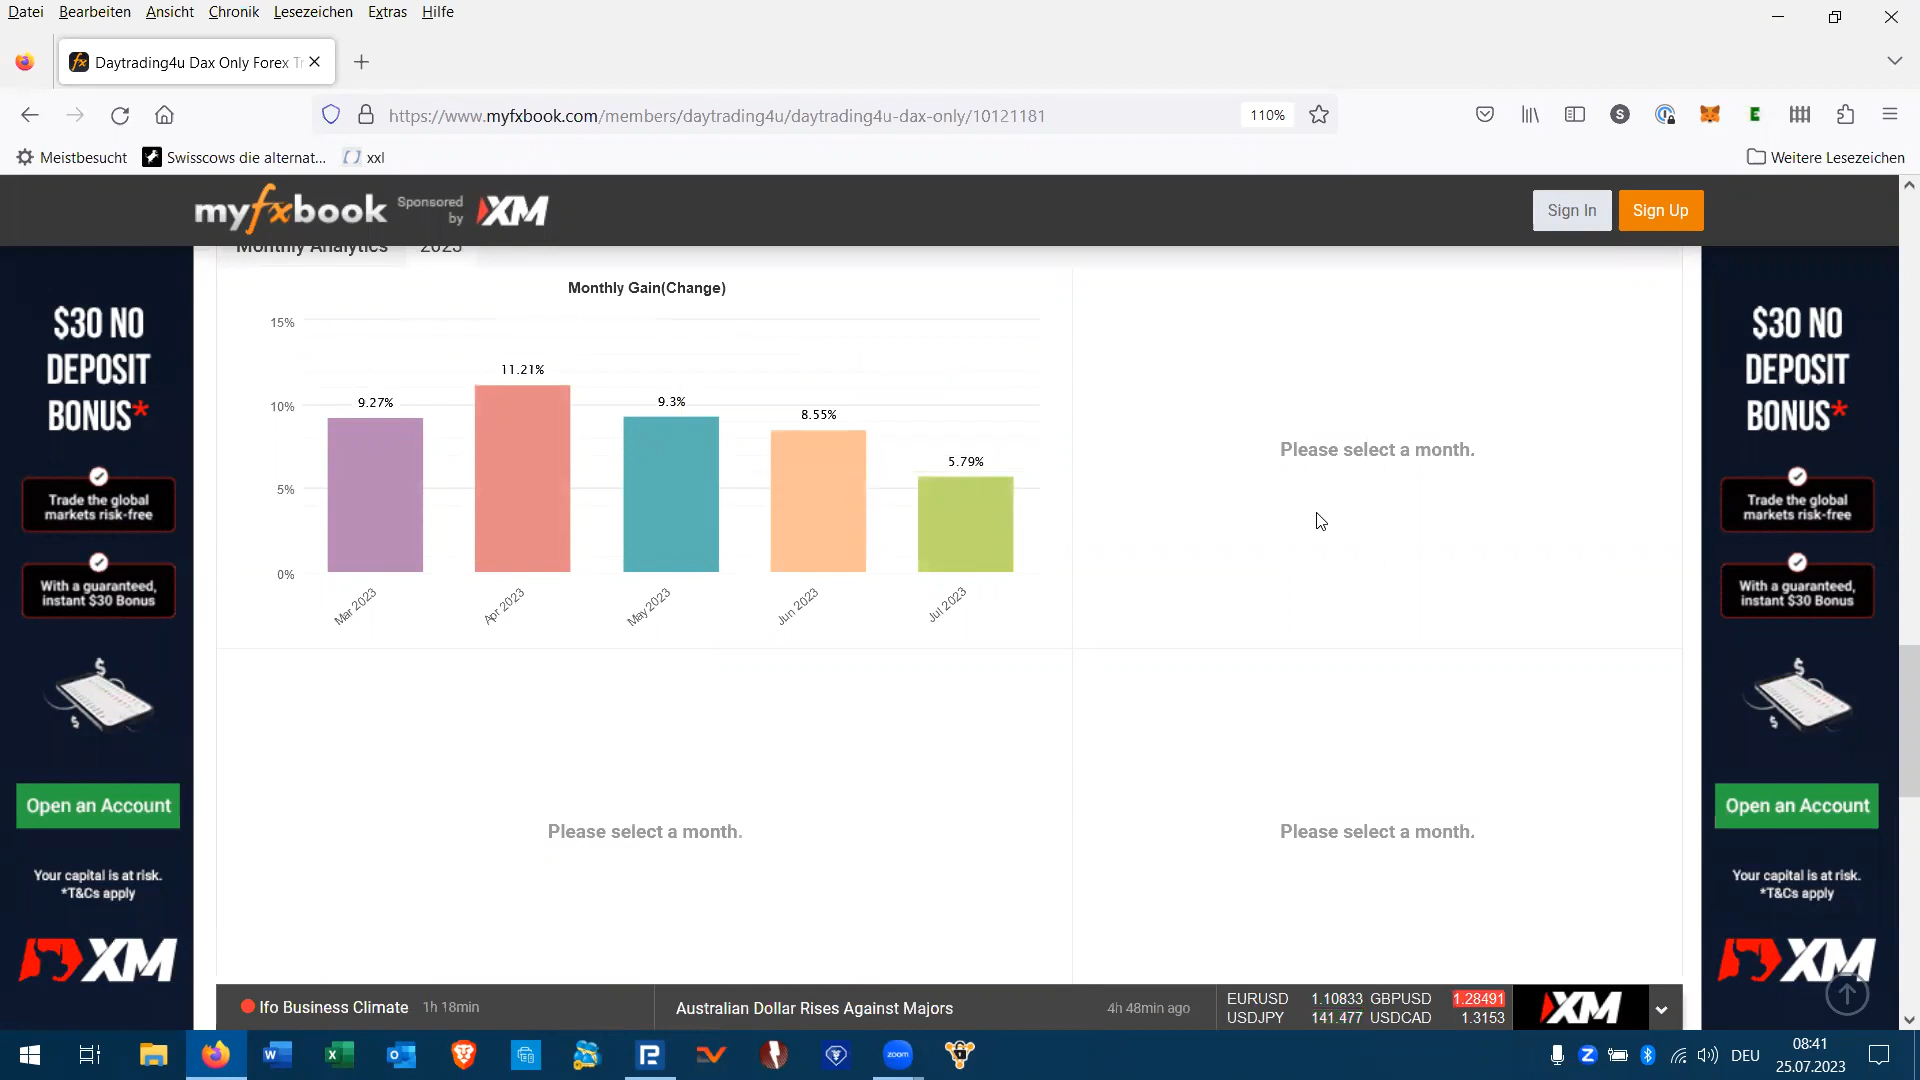 Datei Bearbeiten Ansicht Chronik Lesezeichen Extras Hilfe
Daytrading4u Dax Only Forex Tr
https://www.myfxbook.com/members/daytrading4u/daytrading4u-dax-only/10121181
110%
Meistbesucht Swisscows die alternat... xxl
Weitere Lesezeichen
myfxbook Sponsored by XM
Sign In Sign Up
Monthly Analytics 2023
Monthly Gain(Change)
15%
10%
5%
0%
9.27%
11.21%
9.3%
8.55%
5.79%
Mar 2023
Apr 2023
May 2023
Jun 2023
Jul 2023
Please select a month.
Please select a month.
Please select a month.
$30 NO
DEPOSIT
BONUS*
Trade the global
markets risk-free
With a guaranteed,
instant $30 Bonus
Open an Account
Your capital is at risk.
*T&Cs apply
XM
$30 NO
DEPOSIT
BONUS*
Trade the global
markets risk-free
With a guaranteed,
instant $30 Bonus
Open an Account
Your capital is at risk.
*T&Cs apply
XM
Ifo Business Climate 1h 18min
Australian Dollar Rises Against Majors 4h 48min ago
EURUSD 1.10833 GBPUSD 1.28491
USDJPY 141.477 USDCAD 1.3153
XM
zoom
DEU
08:41
25.07.2023